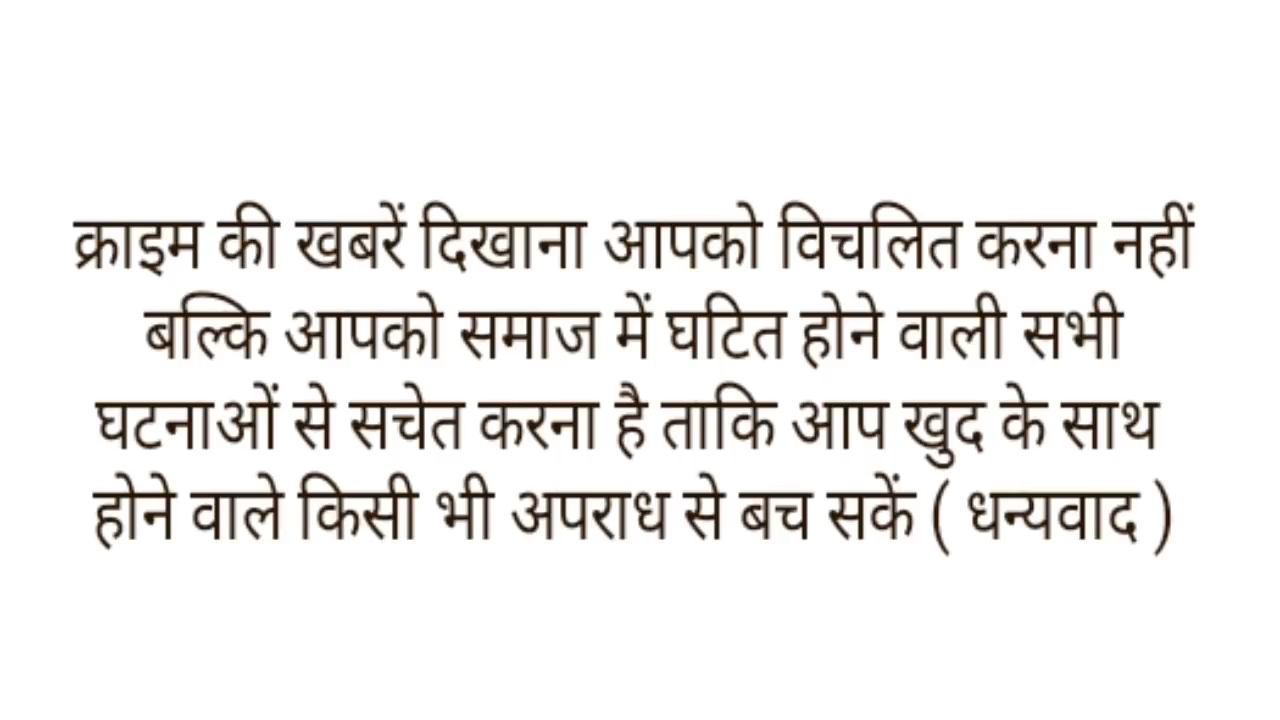 क्राइम की खबरें दिखाना आपको विचलित करना नहीं
बल्कि आपको समाज में घटित होने वाली सभी
घटनाओं से सचेत करना है ताकि आप खुद के साथ
होने वाले किसी भी अपराध से बच सकें ( धन्यवाद )